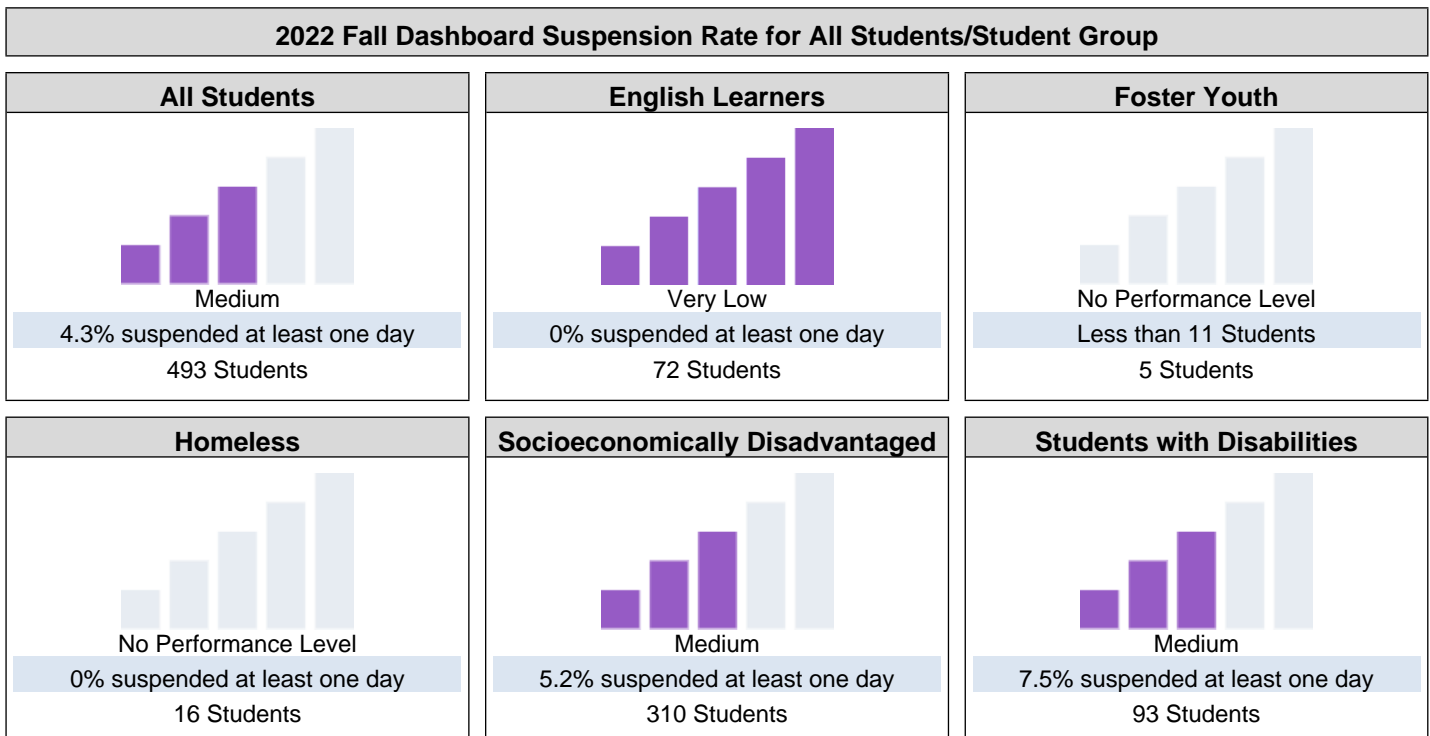 2022 Fall Dashboard Suspension Rate for All Students/Student Group
All Students
Medium
4.3% suspended at least one day
493 Students
English Learners
Very Low
0% suspended at least one day
72 Students
Foster Youth
No Performance Level
Less than 11 Students
5 Students
Homeless
No Performance Level
0% suspended at least one day
16 Students
Socioeconomically Disadvantaged
Medium
5.2% suspended at least one day
310 Students
Students with Disabilities
Medium
7.5% suspended at least one day
93 Students